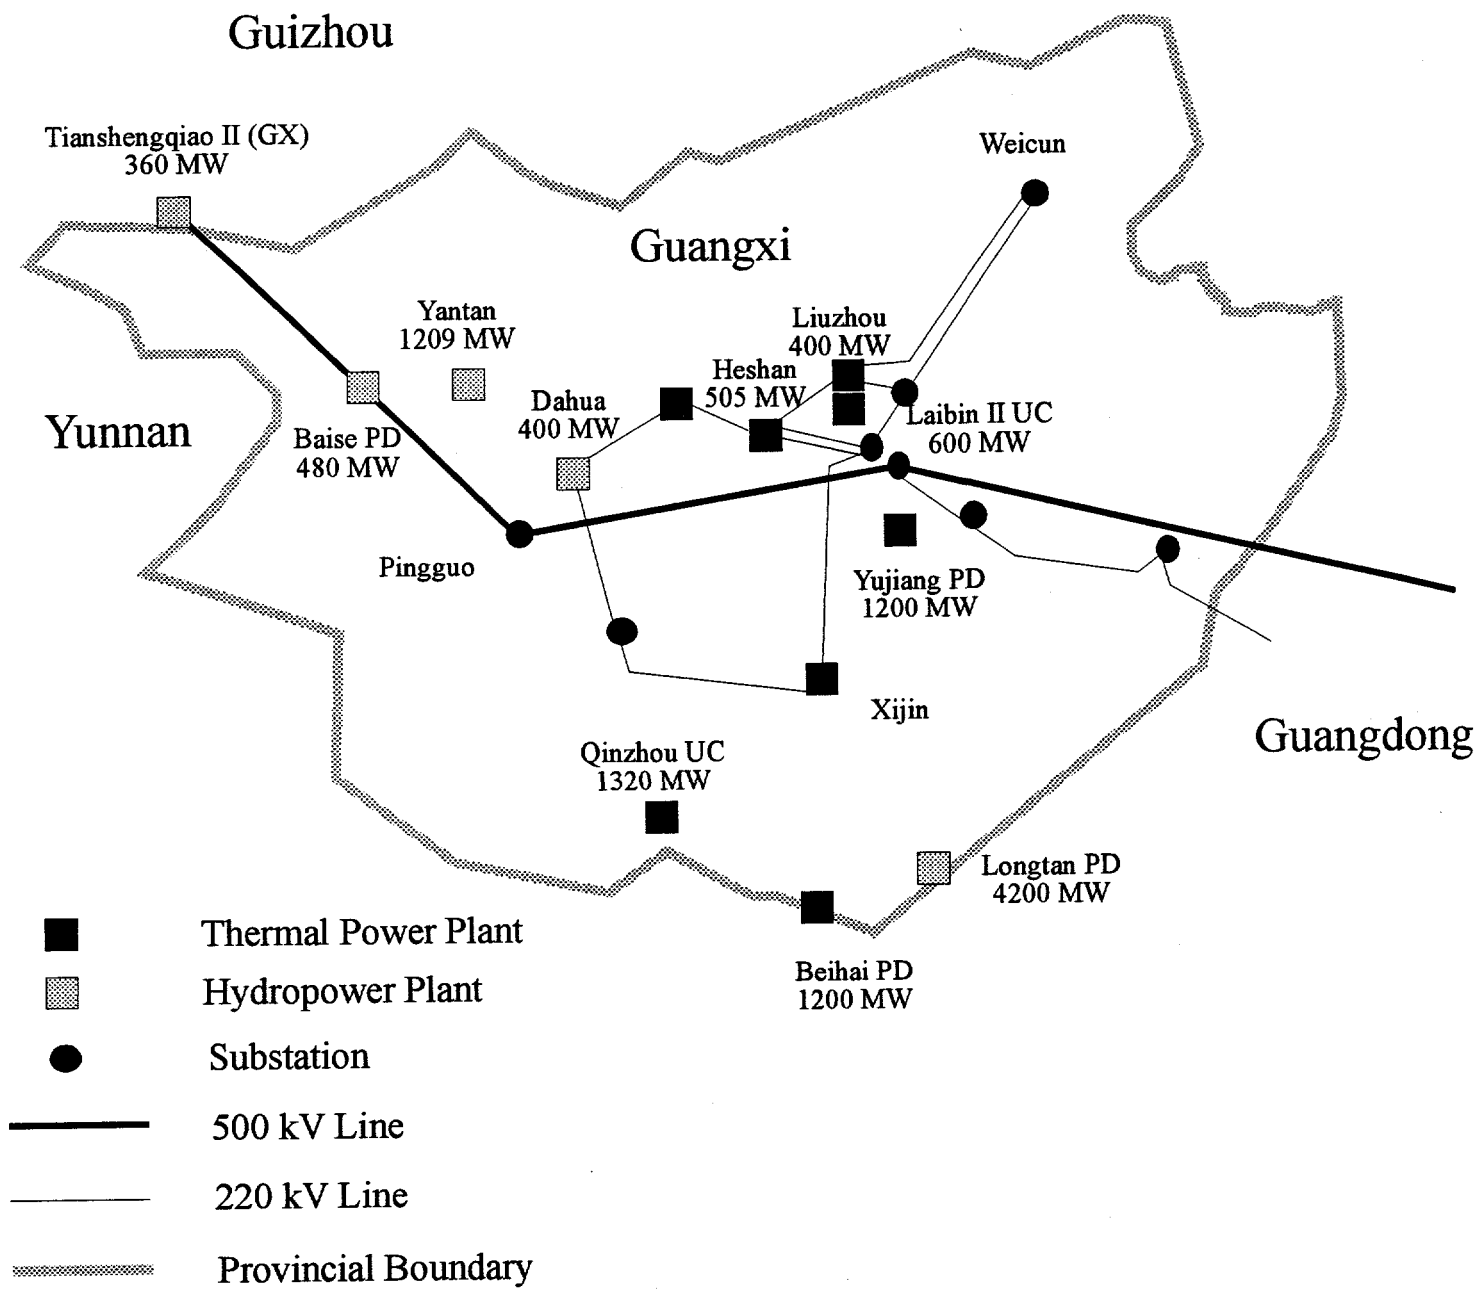 Guizhou
Tianshengqiao II (GX)
360 MW
Weicun
Guangxi
Yantan
1209 MW
Liuzhou
400 MW
Heshan
505 MW
Dahua
400 MW
Laibin II UC
600 MW
Yunnan
Baise PD
480 MW
Pingguo
Yujiang PD
1200 MW
Xijin
Guangdong
Qinzhou UC
1320 MW
Longtan PD
4200 MW
Beihai PD
1200 MW
Thermal Power Plant
Hydropower Plant
Substation
500 kV Line
220 kV Line
Provincial Boundary